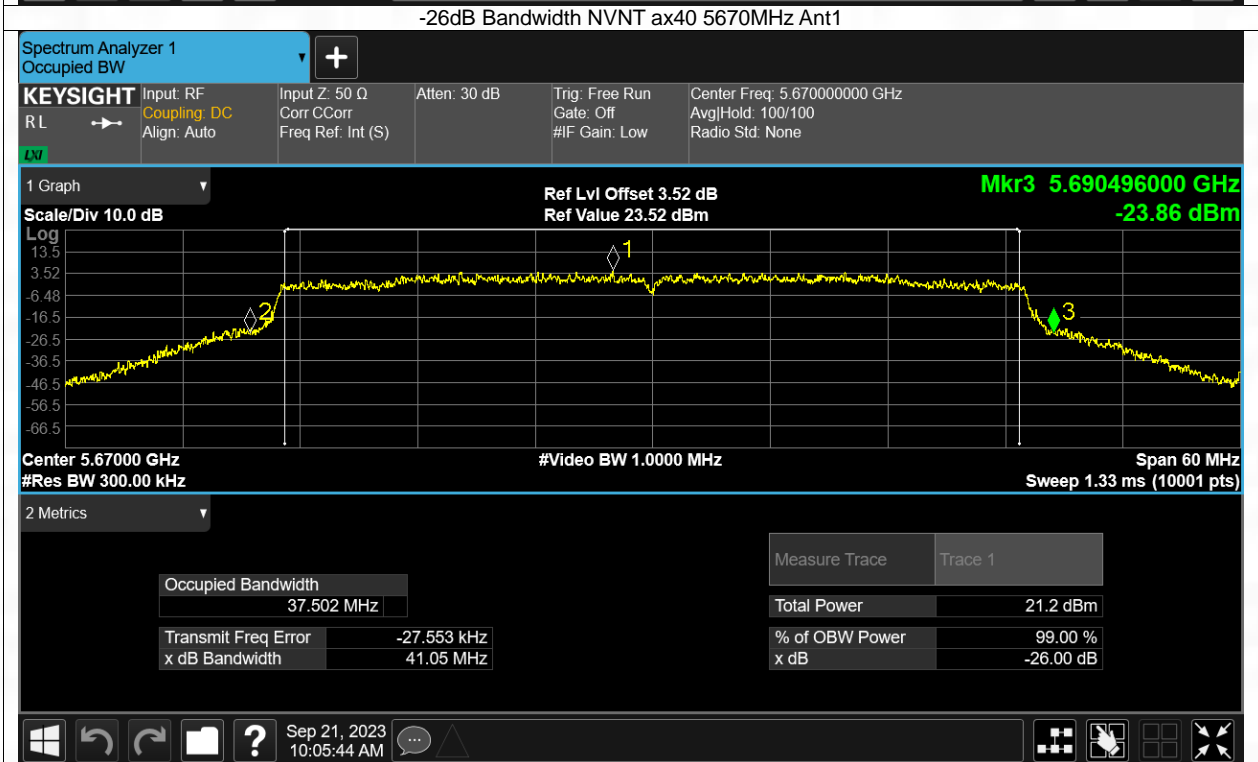 -26dB Bandwidth NVNT ax40 5670MHz Ant1
Spectrum Analyzer 1
Occupied BW
KEYSIGHT Input: RF Input Z: 50 Ω Atten: 30 dB Trig: Free Run Center Freq: 5.670000000 GHz
RL Coupling: DC Corr CCorr Gate: Off Avg|Hold: 100/100
Align: Auto Freq Ref: Int (S) #IF Gain: Low Radio Std: None
LXI
1 Graph Ref Lvl Offset 3.52 dB Mkr3 5.690496000 GHz
Scale/Div 10.0 dB Ref Value 23.52 dBm -23.86 dBm
Log
13.5
3.52
-6.48
-16.5
-26.5
-36.5
-46.5
-56.5
-66.5
1
2
3
Center 5.67000 GHz #Video BW 1.0000 MHz Span 60 MHz
#Res BW 300.00 kHz Sweep 1.33 ms (10001 pts)
2 Metrics
Measure Trace Trace 1
Occupied Bandwidth
37.502 MHz Total Power 21.2 dBm
Transmit Freq Error -27.553 kHz % of OBW Power 99.00 %
x dB Bandwidth 41.05 MHz x dB -26.00 dB
? Sep 21, 2023
10:05:44 AM